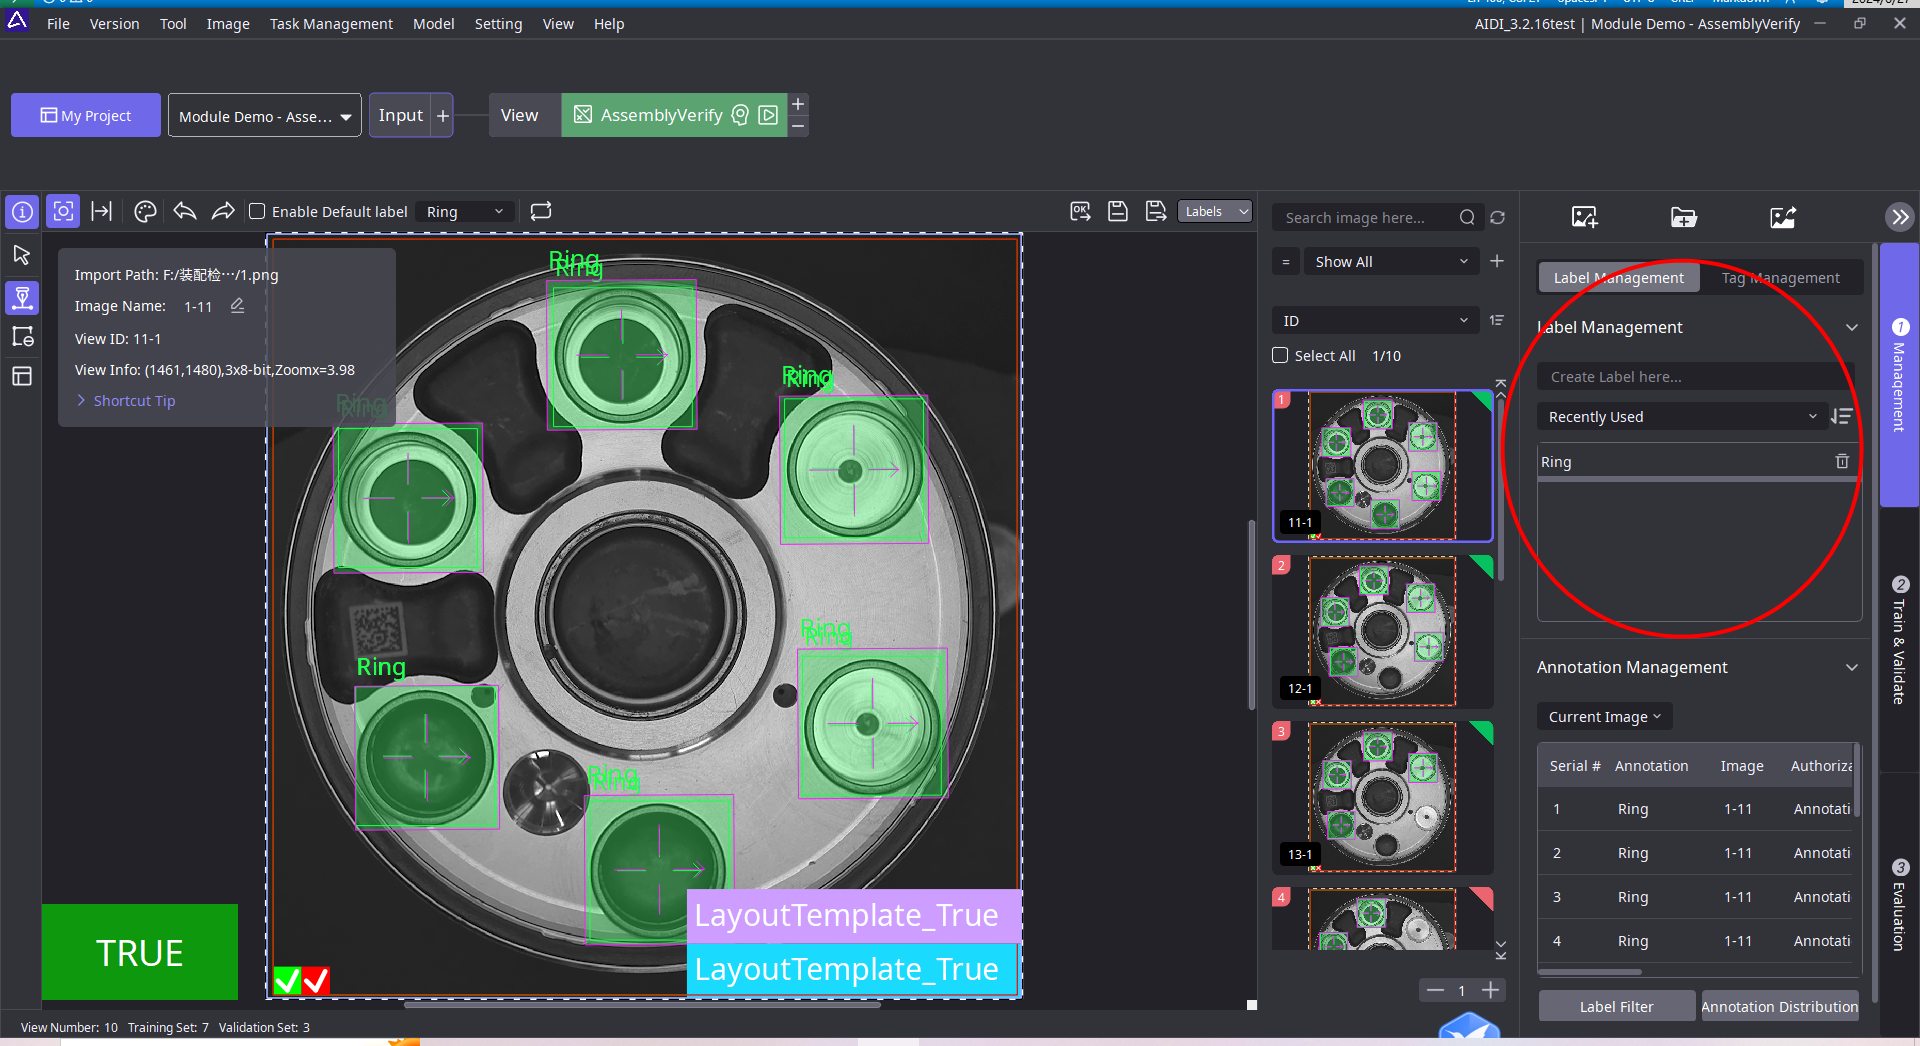 File Version Tool Image Task Management Model Setting View Help
AIDI_3.2.16test | Module Demo - AssemblyVerify
My Project
Module Demo - Asse...
Input
View
AssemblyVerify
Enable Default label
Ring
Labels
Import Path: F:/装配检···/1.png
Image Name: 1-11
View ID: 11-1
View Info: (1461,1480),3x8-bit,Zoomx=3.98
Shortcut Tip
Ring
Ring
Ring
Ring
Ring
Ring
Ring
Ring
Ring
Ring
Ring
LayoutTemplate_True
LayoutTemplate_True
TRUE
View Number: 10 Training Set: 7 Validation Set: 3
Search image here...
= Show All
ID
Select All 1/10
1
11-1
2
12-1
3
13-1
4
1
Label Management Tag Management
Label Management
Create Label here...
Recently Used
Ring
Annotation Management
Current Image
Serial # Annotation Image Authoriza
1 Ring 1-11 Annotati
2 Ring 1-11 Annotati
3 Ring 1-11 Annotati
4 Ring 1-11 Annotati
Label Filter
Annotation Distribution
1 Management
2 Train & Validate
3 Evaluation